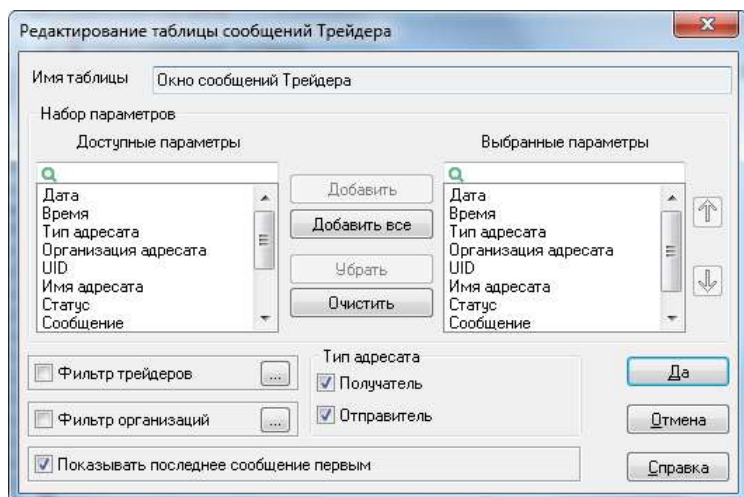 Редактирование таблицы сообщений Трейдера
Имя таблицы Окно сообщений Трейдера
Набор параметров
Доступные параметры
Выбранные параметры
Дата
Время
Тип адресата
Организация адресата
UID
Имя адресата
Статус
Сообщение
Добавить
Добавить все
Убрать
Очистить
Дата
Время
Тип адресата
Организация адресата
UID
Имя адресата
Статус
Сообщение
Фильтр трейдеров ...
Фильтр организаций ...
Тип адресата
Получатель
Отправитель
Показывать последнее сообщение первым
Да
Отмена
Справка